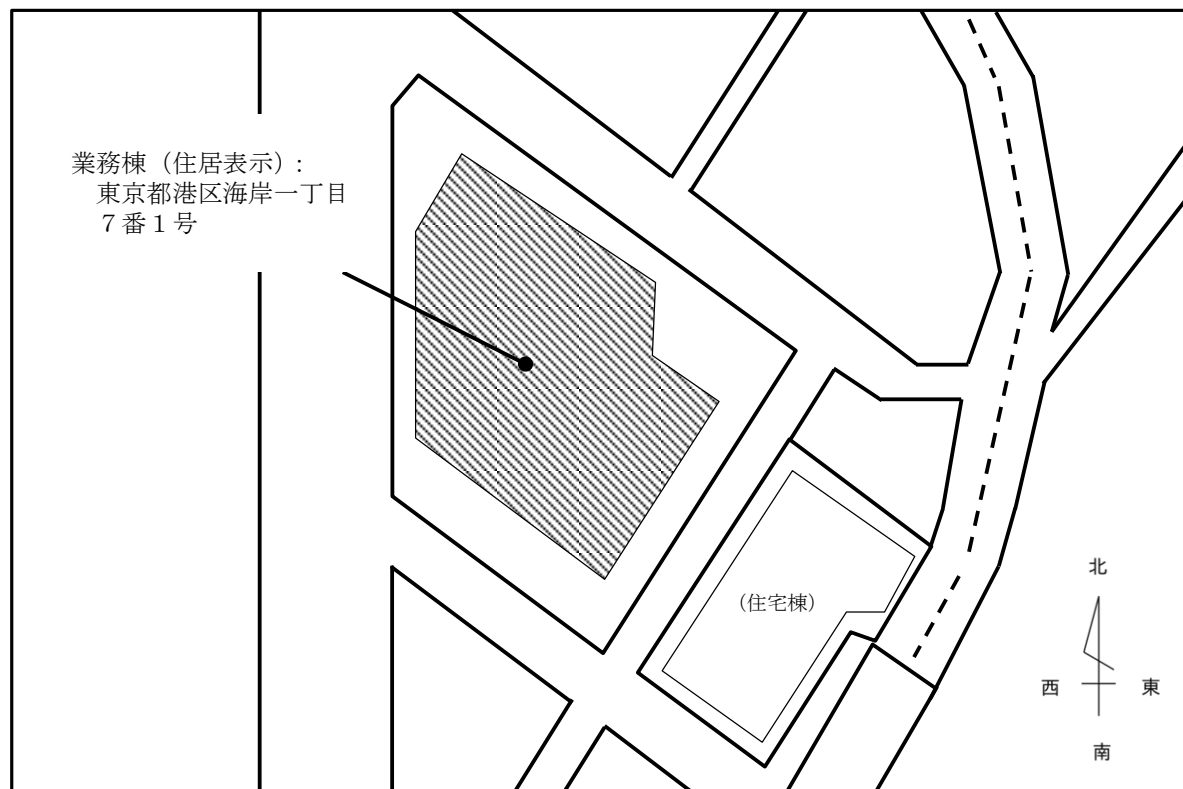 業務棟（住居表示）:
東京都港区海岸一丁目
７番１号
（住宅棟）
北
西
東
南